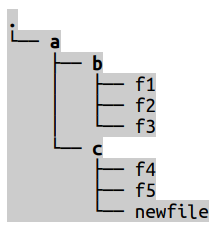 .
└── a
    ├── b
    │   ├── f1
    │   ├── f2
    │   └── f3
    └── c
        ├── f4
        ├── f5
        └── newfile